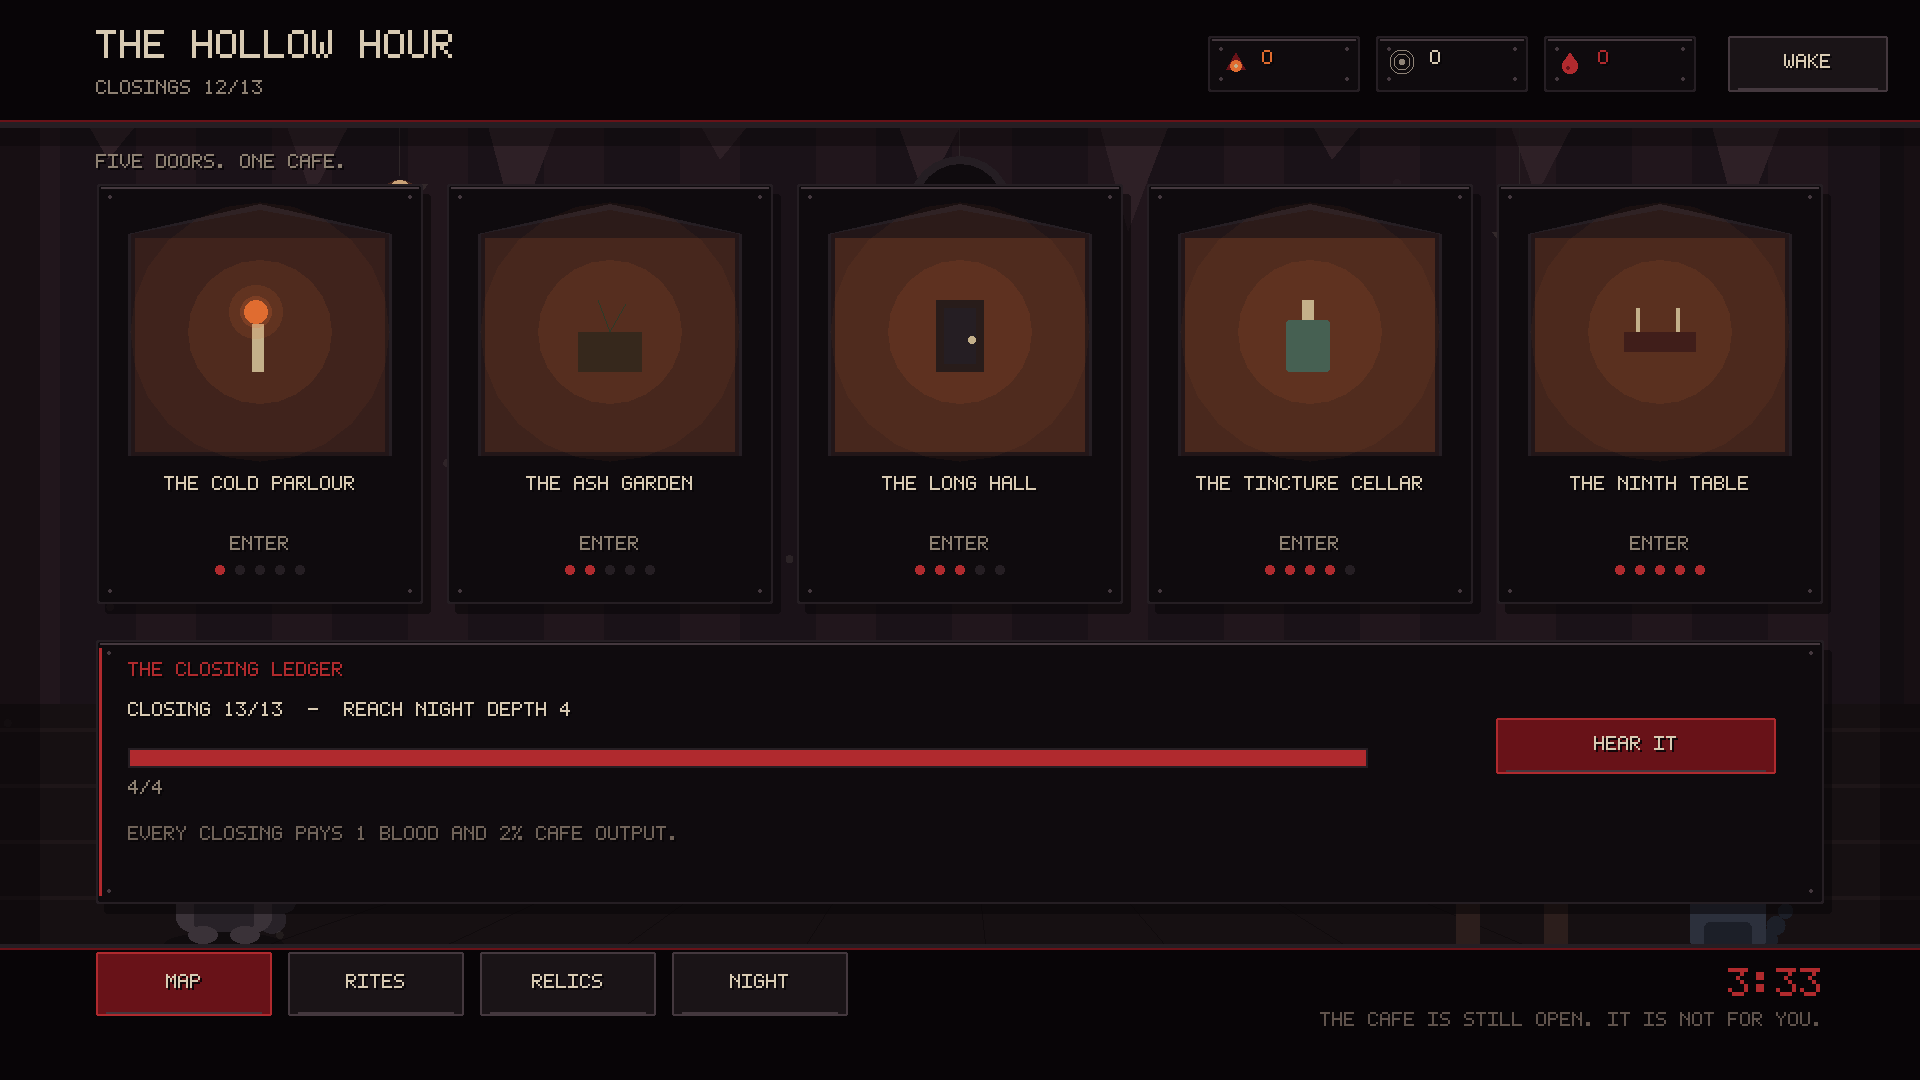 THE HOLLOW HOUR
CLOSINGS 12/13
0
0
0
WAKE
FIVE DOORS. ONE CAFE.
THE COLD PARLOUR
ENTER
THE ASH GARDEN
ENTER
THE LONG HALL
ENTER
THE TINCTURE CELLAR
ENTER
THE NINTH TABLE
ENTER
THE CLOSING LEDGER
CLOSING 13/13 - REACH NIGHT DEPTH 4
4/4
HEAR IT
EVERY CLOSING PAYS 1 BLOOD AND 2% CAFE OUTPUT.
MAP
RITES
RELICS
NIGHT
3:33
THE CAFE IS STILL OPEN. IT IS NOT FOR YOU.